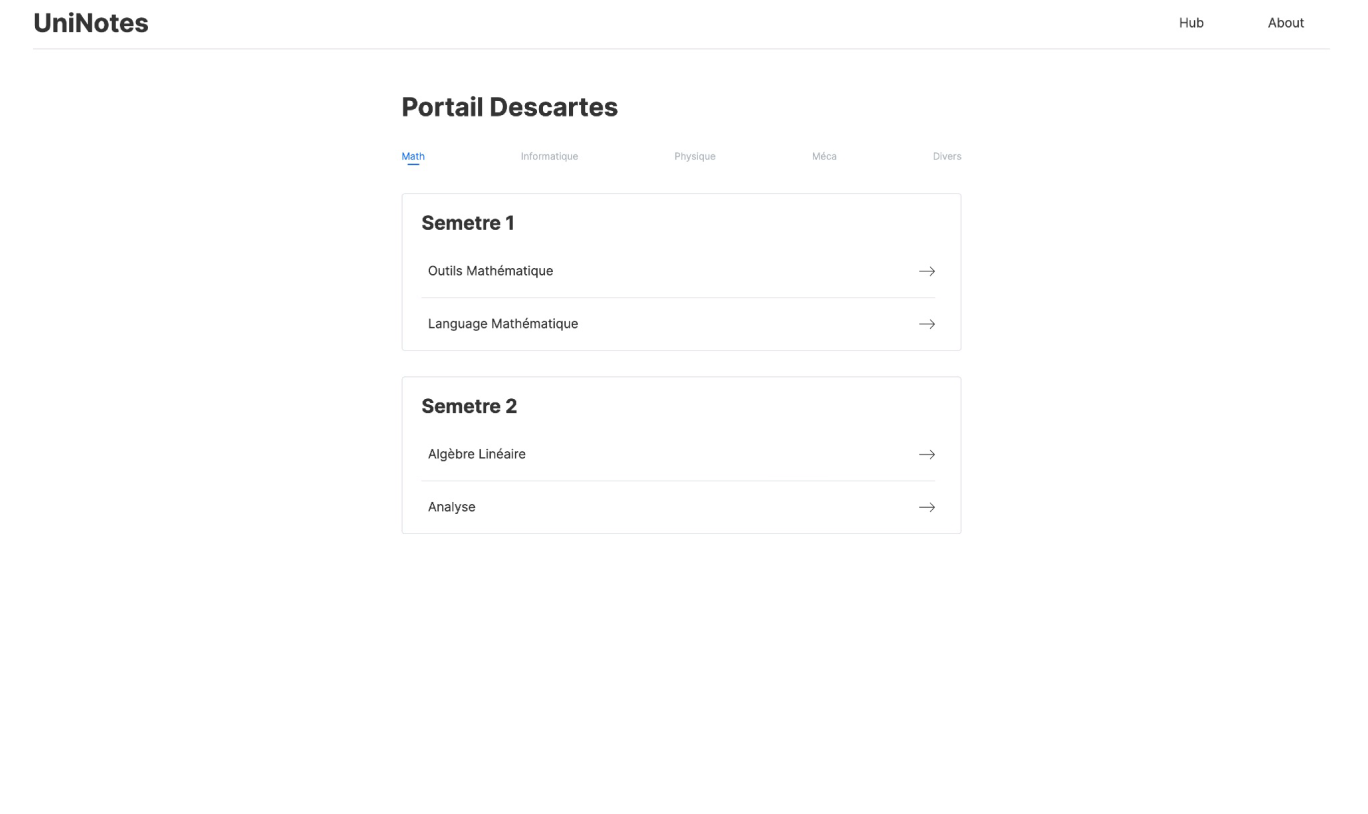 UniNotes Hub About
Portail Descartes
Math Informatique Physique Méca Divers
Semetre 1
Outils Mathématique
Language Mathématique
Semetre 2
Algèbre Linéaire
Analyse